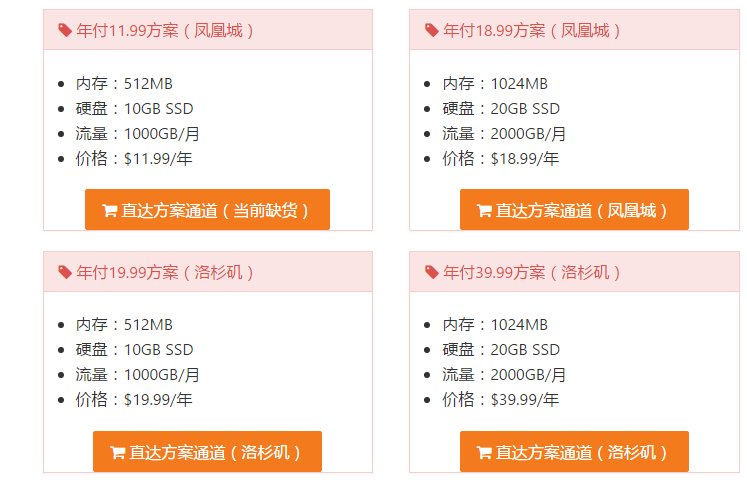 年付11.99方案（凤凰城）
内存：512MB
硬盘：10GB SSD
流量：1000GB/月
价格：$11.99/年
直达方案通道（当前缺货）
年付18.99方案（凤凰城）
内存：1024MB
硬盘：20GB SSD
流量：2000GB/月
价格：$18.99/年
直达方案通道（凤凰城）
年付19.99方案（洛杉矶）
内存：512MB
硬盘：10GB SSD
流量：1000GB/月
价格：$19.99/年
直达方案通道（洛杉矶）
年付39.99方案（洛杉矶）
内存：1024MB
硬盘：20GB SSD
流量：2000GB/月
价格：$39.99/年
直达方案通道（洛杉矶）